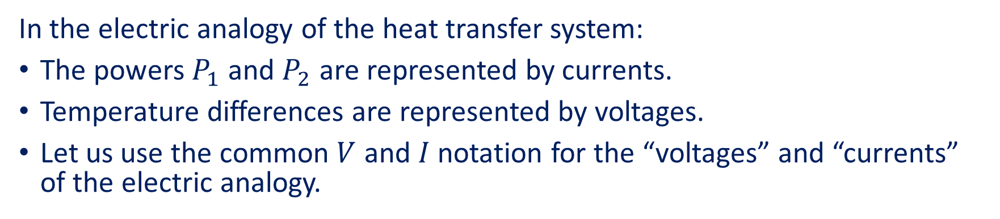 In the electric analogy of the heat transfer system:
• The powers P₁ and P₂ are represented by currents.
• Temperature differences are represented by voltages.
• Let us use the common V and I notation for the “voltages” and “currents”
of the electric analogy.